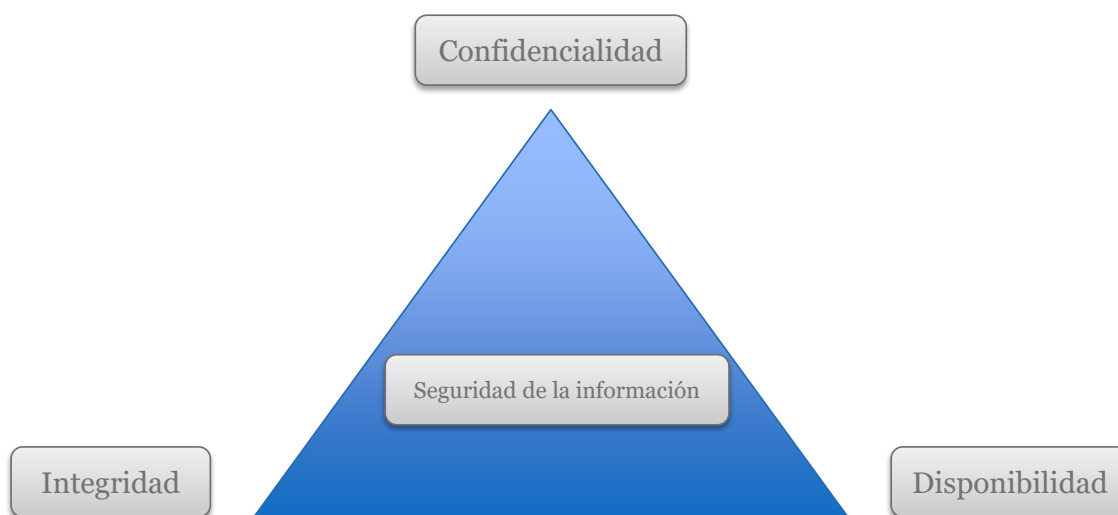 Confidencialidad
Seguridad de la información
Integridad
Disponibilidad